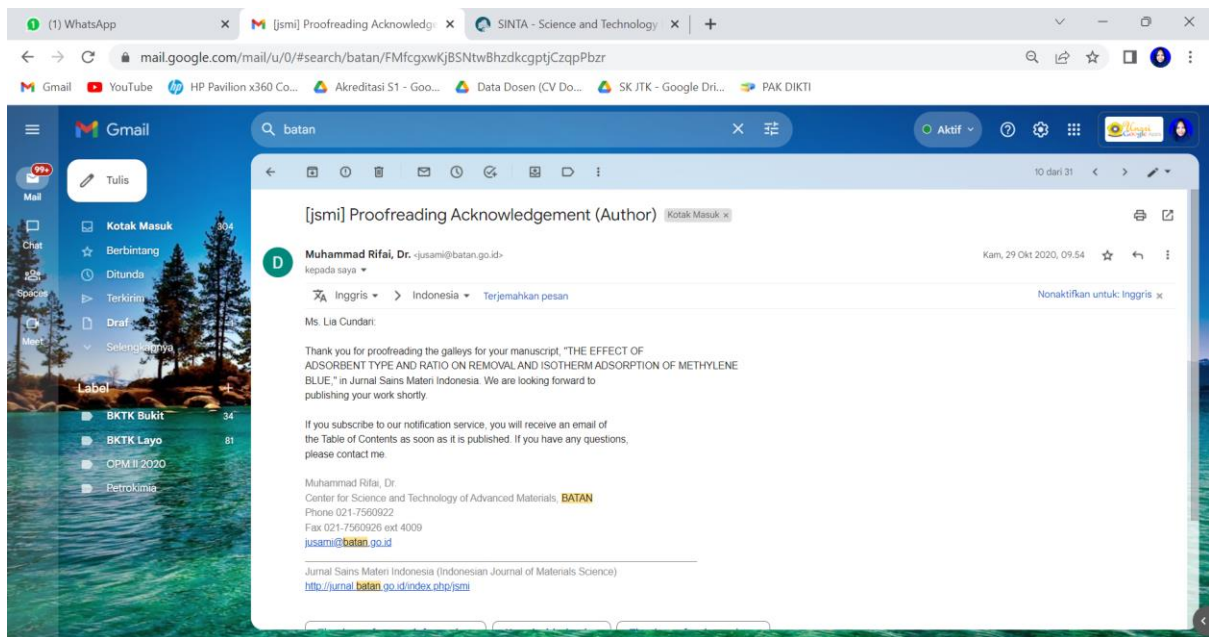 (1) WhatsApp
[jsmi] Proofreading Acknowledge
SINTA - Science and Technology
mail.google.com/mail/u/0/#search/batan/FMfcgxwKjBSNtwBhzdkcgptjCzqpPbzr
Gmail
YouTube
HP Pavilion x360 Co...
Akreditasi S1 - Goo...
Data Dosen (CV Do...
SK JTK - Google Dri...
PAK DIKTI
Gmail
batan
Aktif
99+
Mail
Chat
Spaces
Meet
Tulis
Kotak Masuk 304
Berbintang
Ditunda
Terkirim
Draf
Selengkapnya
Label
BKTK Bukit 34
BKTK Layo 81
OPM II 2020
Petrokimia
10 dari 31
[jsmi] Proofreading Acknowledgement (Author) Kotak Masuk x
D
Muhammad Rifai, Dr. <jusami@batan.go.id>
Kam, 29 Okt 2020, 09.54
kepada saya
Inggris > Indonesia Terjemahkan pesan
Nonaktifkan untuk: Inggris x
Ms. Lia Cundari:
Thank you for proofreading the galleys for your manuscript, "THE EFFECT OF
ADSORBENT TYPE AND RATIO ON REMOVAL AND ISOTHERM ADSORPTION OF METHYLENE
BLUE," in Jurnal Sains Materi Indonesia. We are looking forward to
publishing your work shortly.
If you subscribe to our notification service, you will receive an email of
the Table of Contents as soon as it is published. If you have any questions,
please contact me.
Muhammad Rifai, Dr.
Center for Science and Technology of Advanced Materials, BATAN
Phone 021-7560922
Fax 021-7560926 ext 4009
jusami@batan.go.id
Jurnal Sains Materi Indonesia (Indonesian Journal of Materials Science)
http://jurnal.batan.go.id/index.php/jsmi